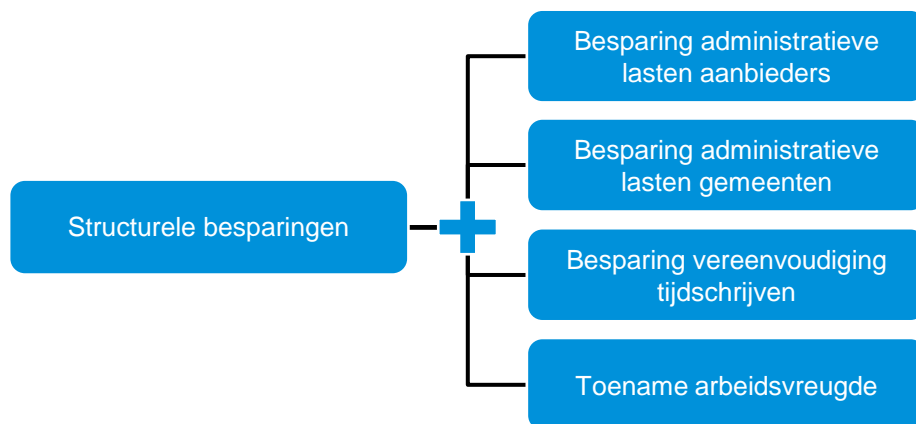 Structurele besparingen
Besparing administratieve
lasten aanbieders
Besparing administratieve
lasten gemeenten
Besparing vereenvoudiging
tijdschrijven
Toename arbeidsvreugde